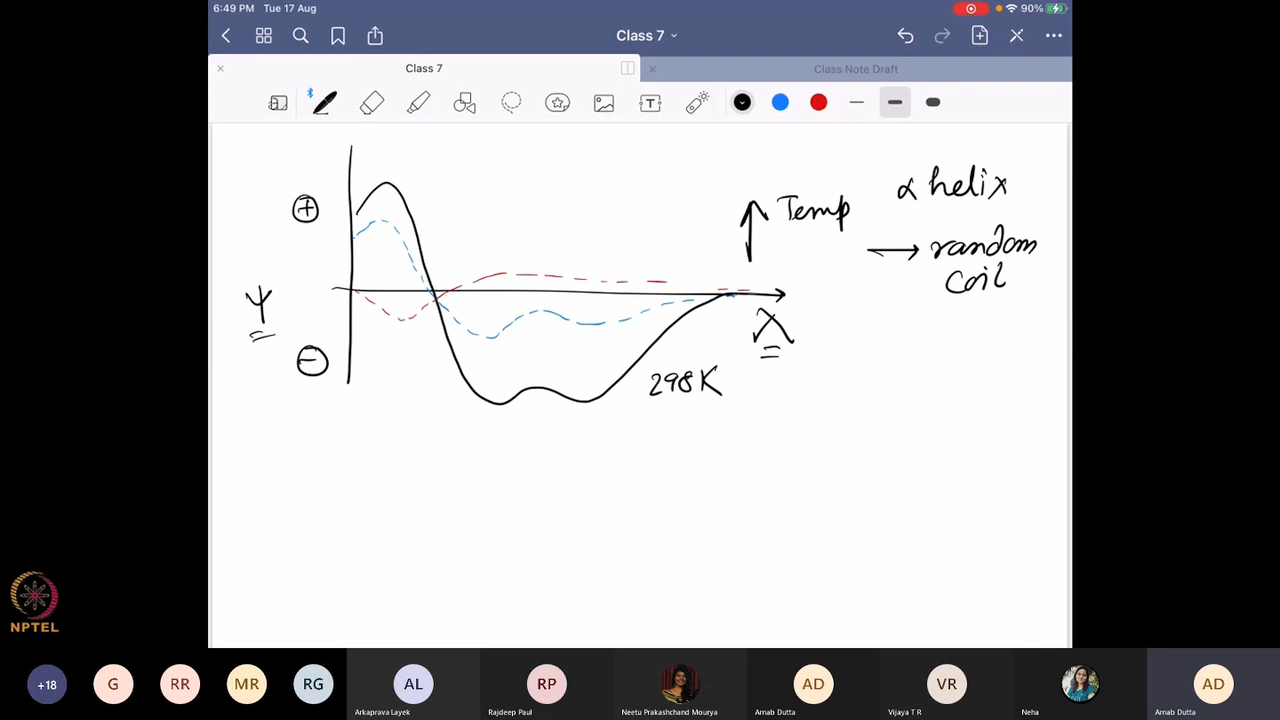 6:49 PM Tue 17 Aug
90%
Class 7
Class 7
Class Note Draft
T
+
ψ
−
Temp
α helix
→ random
coil
λ
298K
NPTEL
+18
G
RR
MR
RG
AL
RP
AD
VR
AD
Arkaprava Layek
Rajdeep Paul
Neetu Prakashchand Mourya
Arnab Dutta
Vijaya T R
Neha
Arnab Dutta